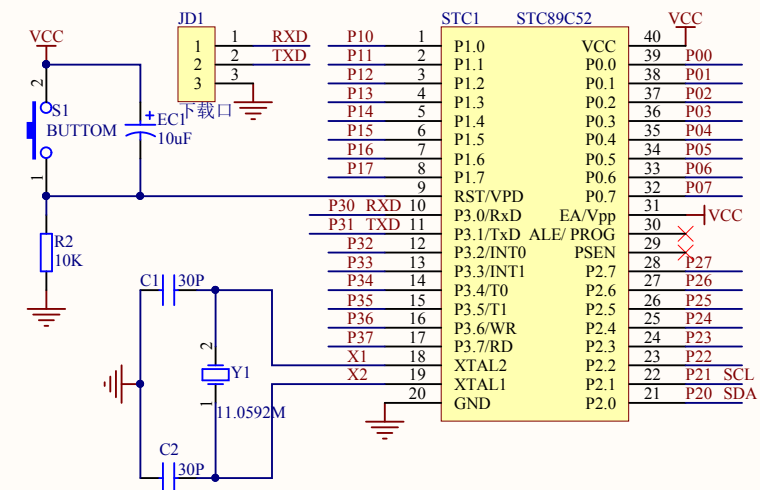 VCC
2
S1
BUTTOM
1
EC1
10uF
R2
10K
JD1
1 1 RXD
2 2 TXD
3 3
下载口
C1 30P
2
Y1
1
11.0592M
C2
30P
STC1 STC89C52
P10 1 P1.0
P11 2 P1.1
P12 3 P1.2
P13 4 P1.3
P14 5 P1.4
P15 6 P1.5
P16 7 P1.6
P17 8 P1.7
9 RST/VPD
P30 RXD 10 P3.0/RxD
P31 TXD 11 P3.1/TxD
P32 12 P3.2/INT0
P33 13 P3.3/INT1
P34 14 P3.4/T0
P35 15 P3.5/T1
P36 16 P3.6/WR
P37 17 P3.7/RD
X1 18 XTAL2
X2 19 XTAL1
20 GND
VCC
VCC 40
P0.0 39 P00
P0.1 38 P01
P0.2 37 P02
P0.3 36 P03
P0.4 35 P04
P0.5 34 P05
P0.6 33 P06
P0.7 32 P07
EA/Vpp 31 VCC
ALE/ PROG 30
PSEN 29
P2.7 28 P27
P2.6 27 P26
P2.5 26 P25
P2.4 25 P24
P2.3 24 P23
P2.2 23 P22
P2.1 22 P21 SCL
P2.0 21 P20 SDA